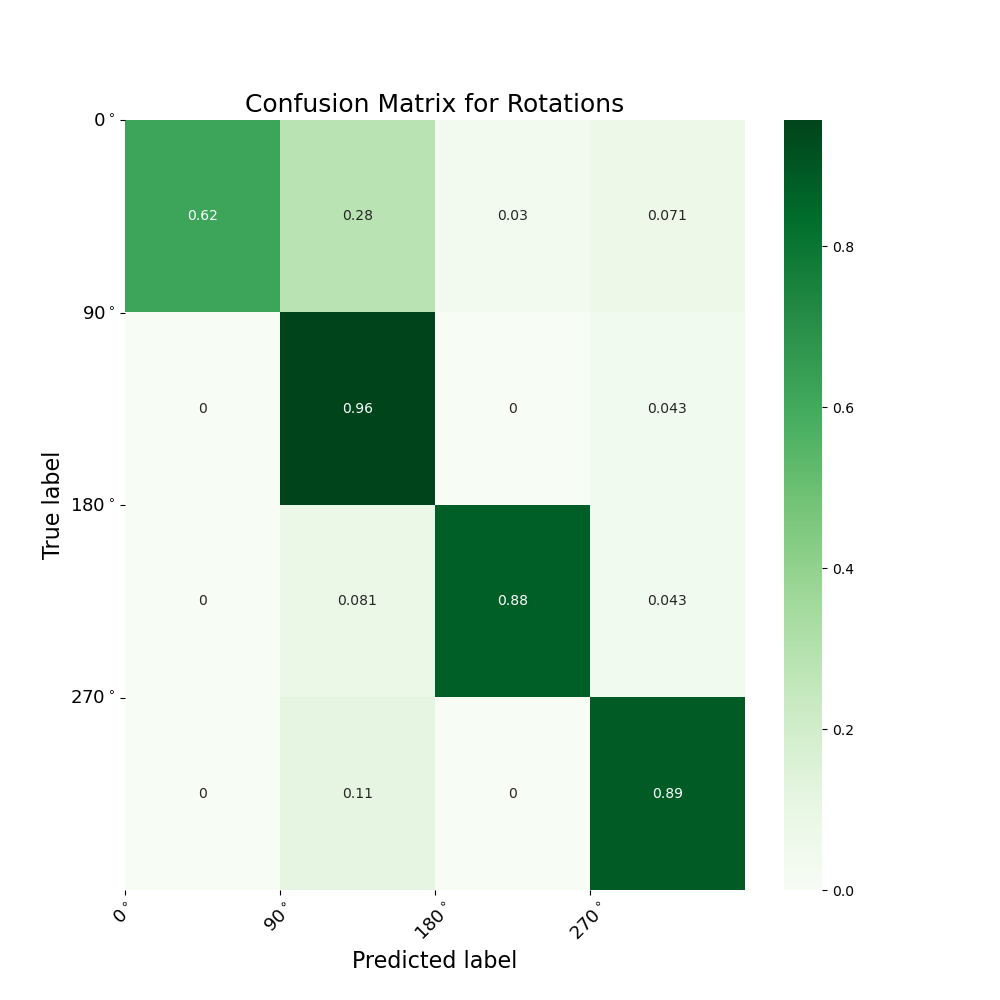 Confusion Matrix for Rotations
0°
0.62 0.28 0.03 0.071
90°
0 0.96 0 0.043
180°
0 0.081 0.88 0.043
270°
0 0.11 0 0.89
True label
0° 90° 180° 270°
Predicted label
0.8
0.6
0.4
0.2
0.0